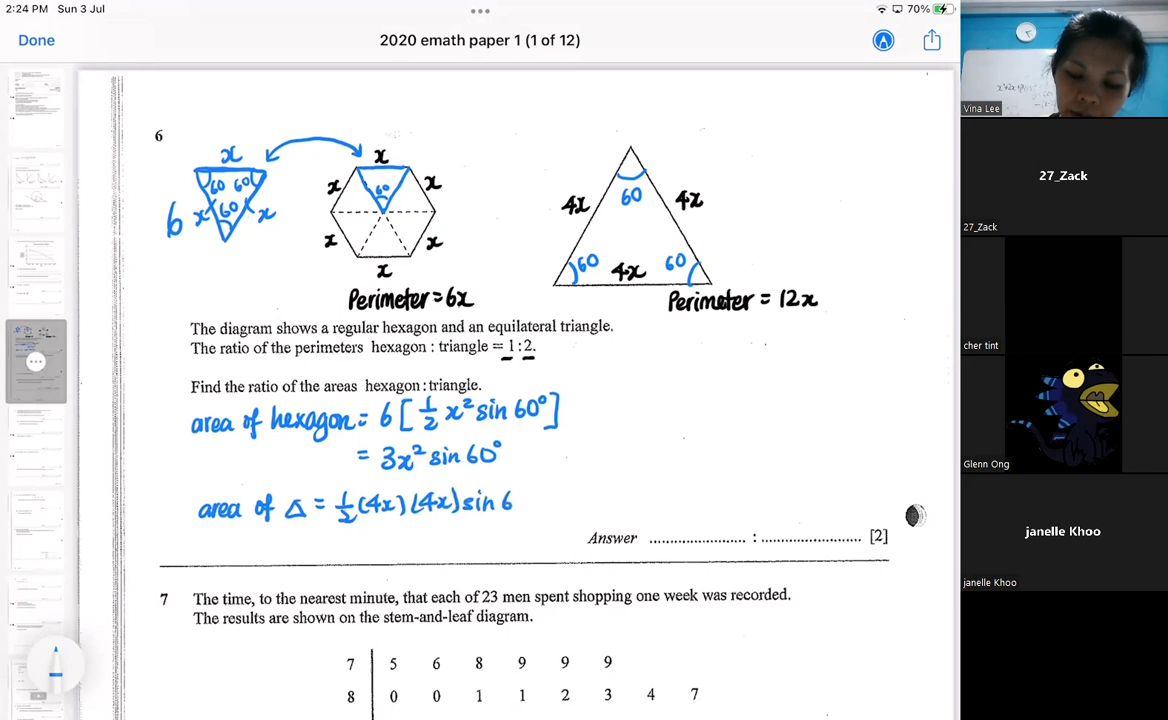 2:24 PM Sun 3 Jul
70%
Done
2020 emath paper 1 (1 of 12)
6
x
60 60
60
x x
6
x
x x
60
x x
x
Perimeter = 6x
4x 4x
60
60 60
4x
Perimeter = 12x
The diagram shows a regular hexagon and an equilateral triangle.
The ratio of the perimeters hexagon : triangle = 1 : 2.
Find the ratio of the areas hexagon : triangle.
area of hexagon = 6 [ 1/2 x² sin 60° ]
= 3x² sin 60°
area of Δ = 1/2 (4x) (4x) sin 6
Answer ........................ : ......................... [2]
7 The time, to the nearest minute, that each of 23 men spent shopping one week was recorded.
The results are shown on the stem-and-leaf diagram.
7 5 6 8 9 9 9
8 0 0 1 1 2 3 4 7
Vina Lee
27_Zack
27_Zack
cher tint
Glenn Ong
janelle Khoo
janelle Khoo